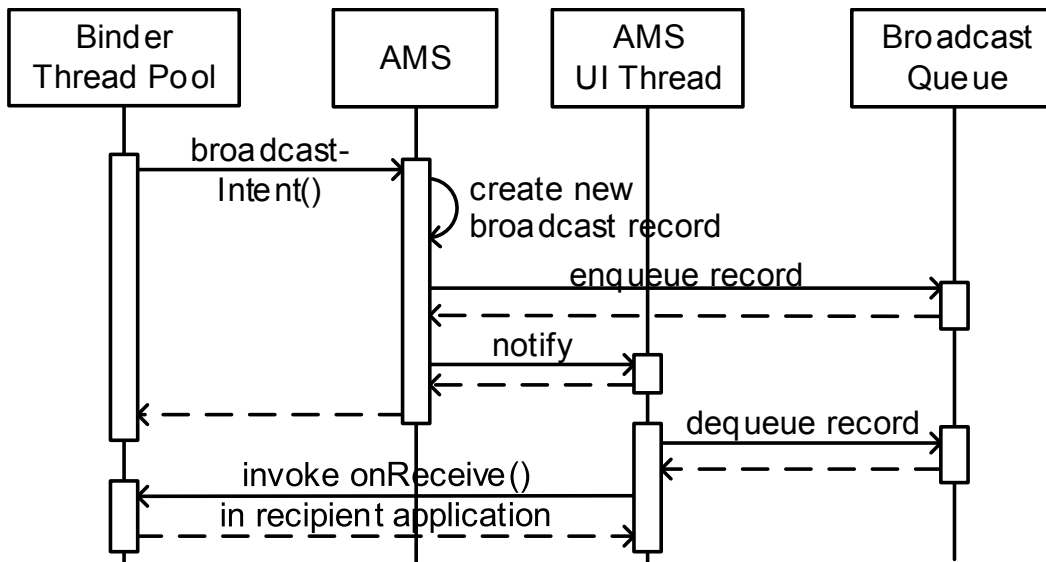 Binder
Thread Pool
AMS
AMS
UI Thread
Broadcast
Queue
broadcast-
Intent()
create new
broadcast record
enqueue record
notify
dequeue record
invoke onReceive()
in recipient application